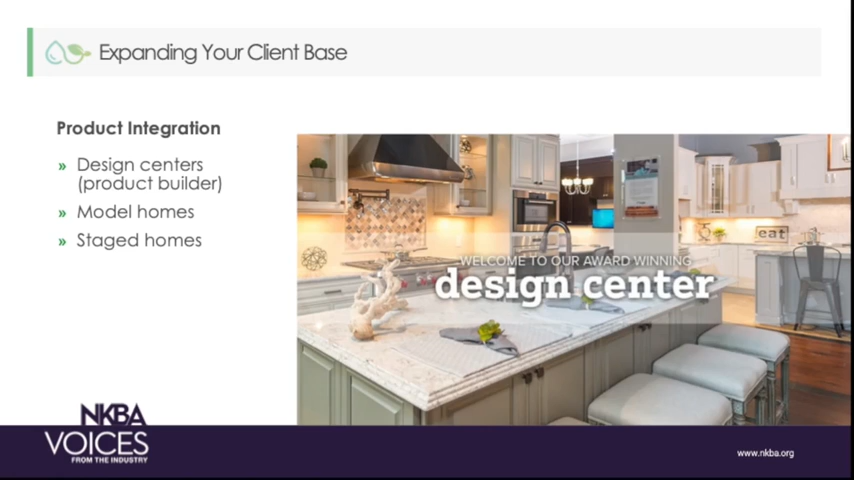 Expanding Your Client Base
Product Integration
» Design centers
(product builder)
» Model homes
» Staged homes
eat
WELCOME TO OUR AWARD WINNING
design center
NKBA
VOICES
FROM THE INDUSTRY
www.nkba.org